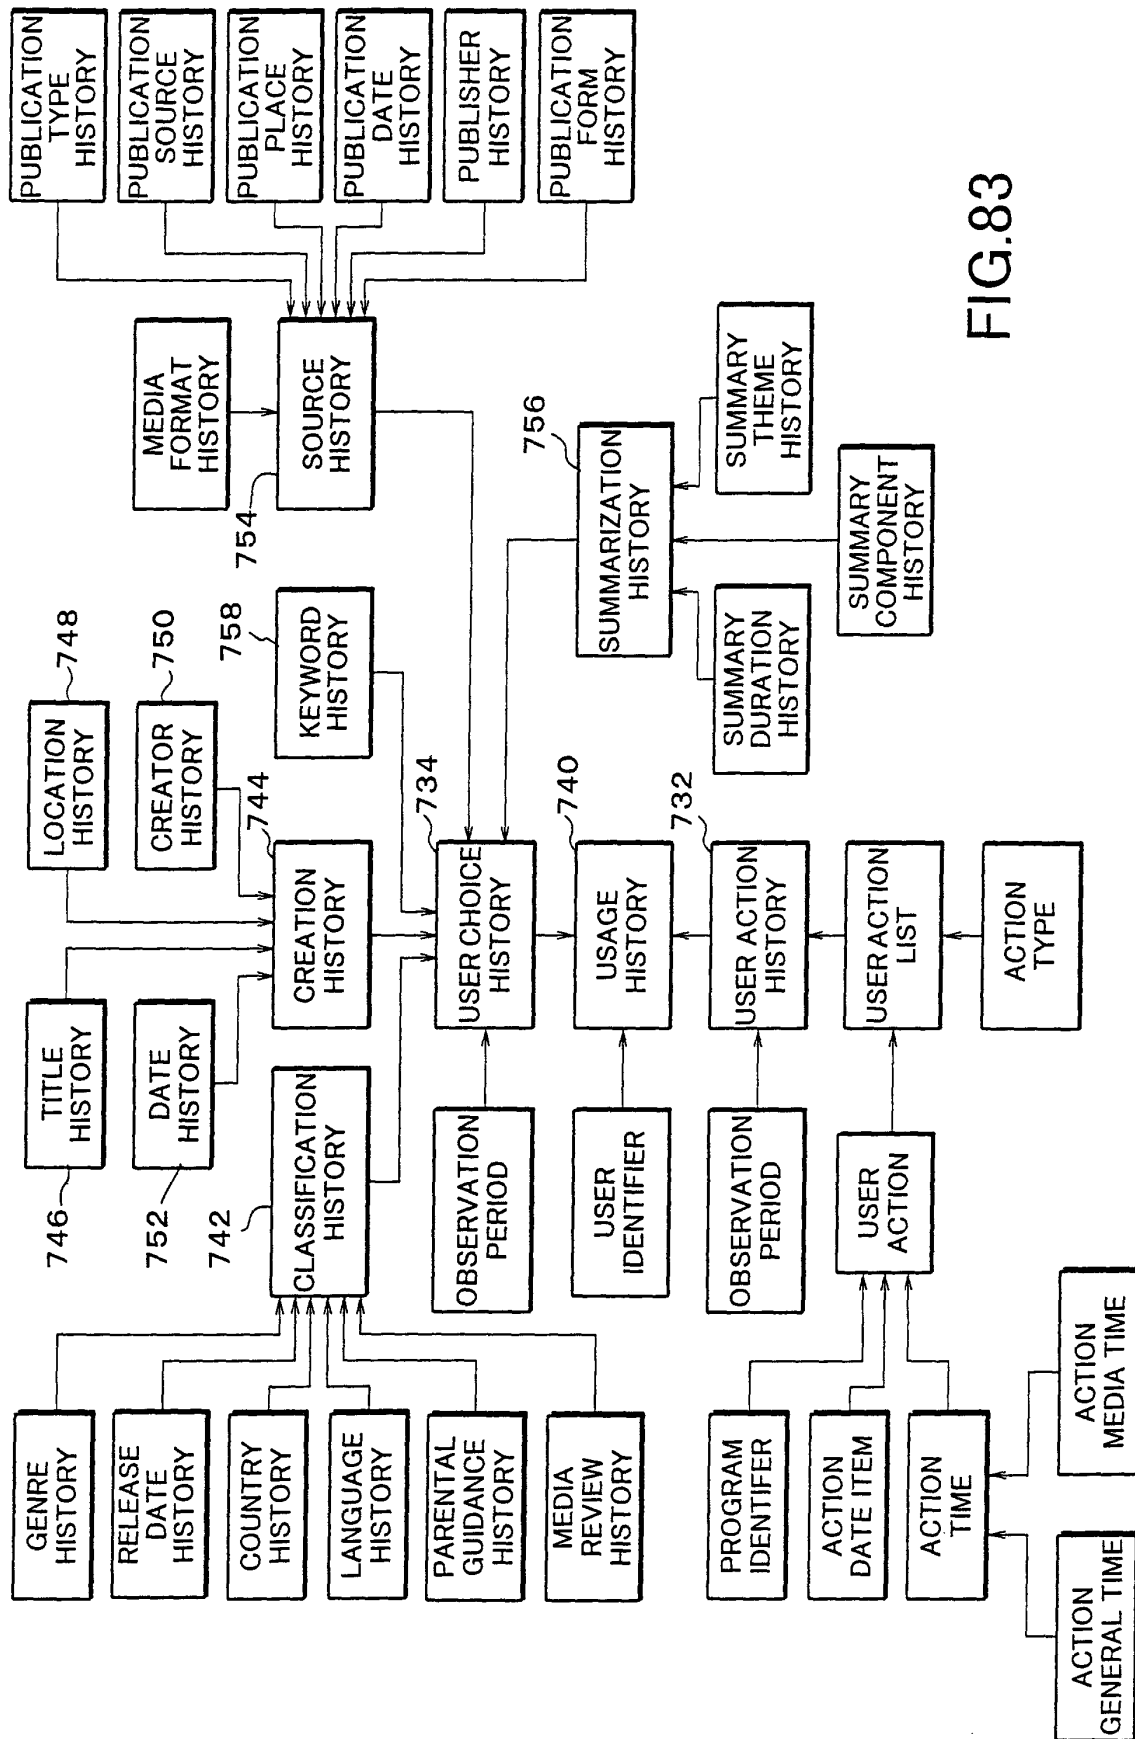 PUBLICATION
TYPE
HISTORY
PUBLICATION
SOURCE
HISTORY
PUBLICATION
PLACE
HISTORY
PUBLICATION
DATE
HISTORY
PUBLISHER
HISTORY
PUBLICATION
FORM
HISTORY
MEDIA
FORMAT
HISTORY
754
SOURCE
HISTORY
756
SUMMARIZATION
HISTORY
SUMMARY
THEME
HISTORY
SUMMARY
COMPONENT
HISTORY
SUMMARY
DURATION
HISTORY
748
LOCATION
HISTORY
750
CREATOR
HISTORY
758
KEYWORD
HISTORY
744
CREATION
HISTORY
734
USER CHOICE
HISTORY
740
USAGE
HISTORY
732
USER ACTION
HISTORY
USER ACTION
LIST
ACTION
TYPE
TITLE
HISTORY
746
DATE
HISTORY
752
742
CLASSIFICATION
HISTORY
OBSERVATION
PERIOD
USER
IDENTIFIER
OBSERVATION
PERIOD
USER
ACTION
GENRE
HISTORY
RELEASE
DATE
HISTORY
COUNTRY
HISTORY
LANGUAGE
HISTORY
PARENTAL
GUIDANCE
HISTORY
MEDIA
REVIEW
HISTORY
PROGRAM
IDENTIFER
ACTION
DATE ITEM
ACTION
TIME
ACTION
MEDIA TIME
ACTION
GENERAL TIME
FIG.83